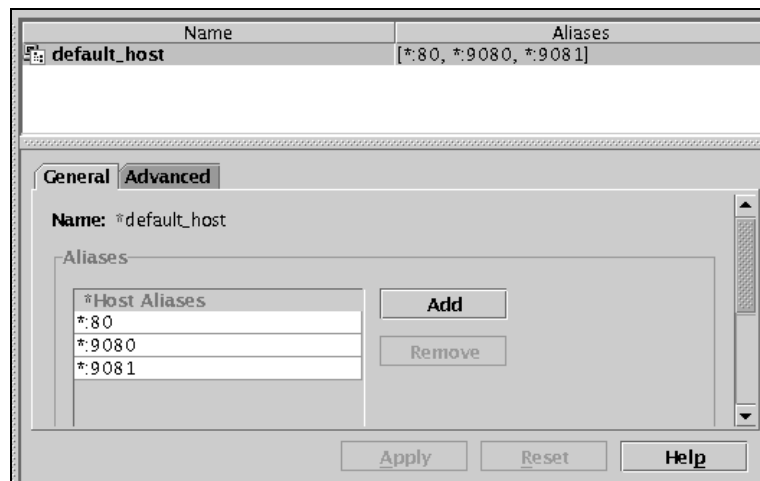 Name Aliases
default_host [*:80, *:9080, *:9081]
General Advanced
Name: *default_host
Aliases
*Host Aliases
*:80
*:9080
*:9081
Add
Remove
Apply Reset Help